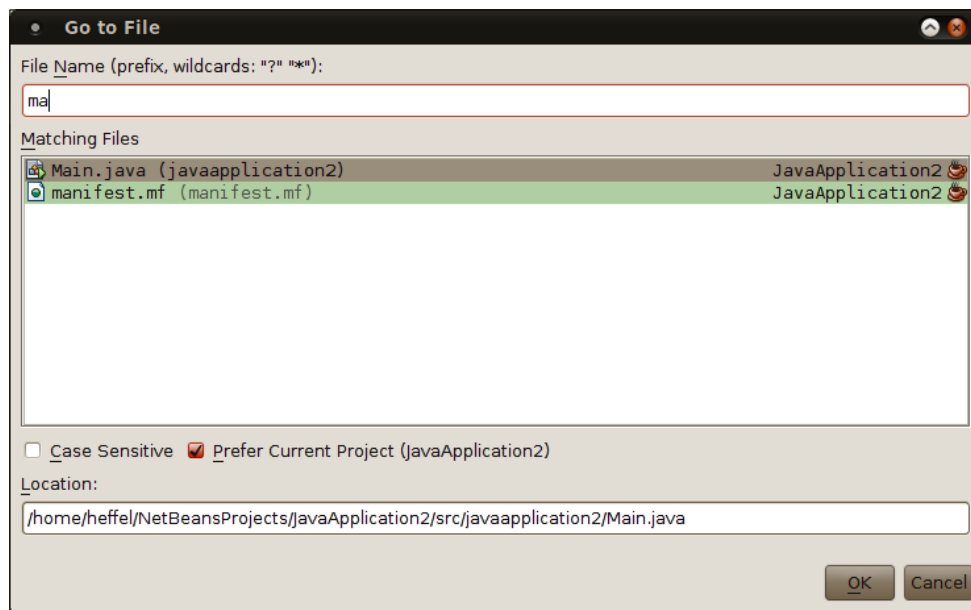 Go to File
File Name (prefix, wildcards: "?" "*"):
ma
Matching Files
Main.java (javaapplication2) JavaApplication2
manifest.mf (manifest.mf) JavaApplication2
Case Sensitive Prefer Current Project (JavaApplication2)
Location:
/home/heffel/NetBeansProjects/JavaApplication2/src/javaapplication2/Main.java
OK Cancel